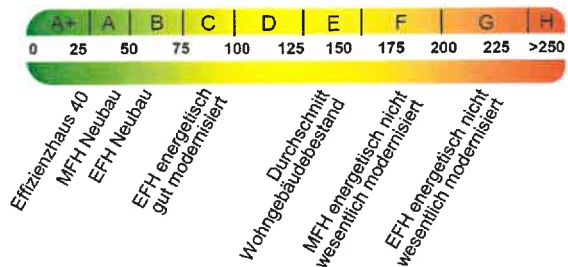 A+ A B C D E F G H
0 25 50 75 100 125 150 175 200 225 >250
Effizienzhaus 40
MFH Neubau
EFH Neubau
EFH energetisch
gut modernisiert
Durchschnitt
Wohngebäudebestand
MFH energetisch nicht
wesentlich modernisiert
EFH energetisch nicht
wesentlich modernisiert